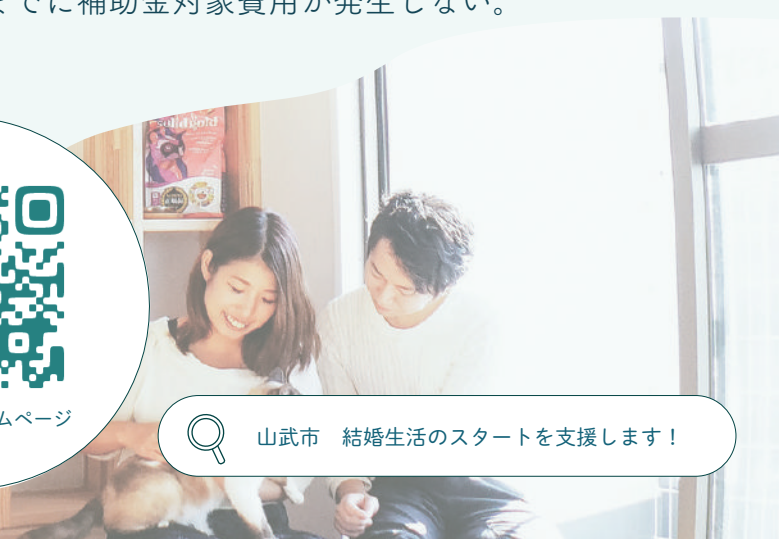 までに補助金対象費用が発生しない。
solid gold
ムページ
山武市　結婚生活のスタートを支援します！